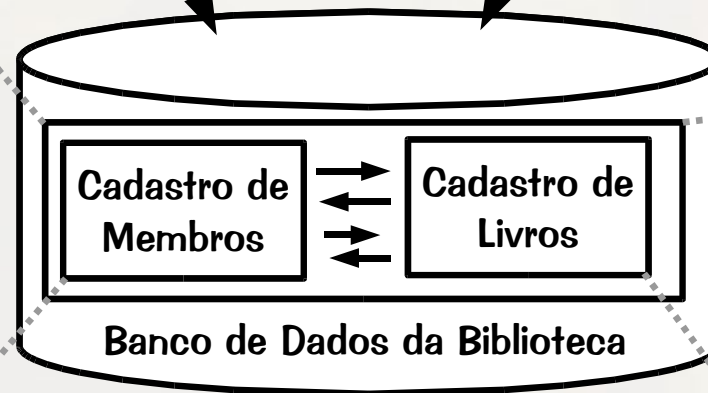 Cadastro de
Membros
Cadastro de
Livros
Banco de Dados da Biblioteca